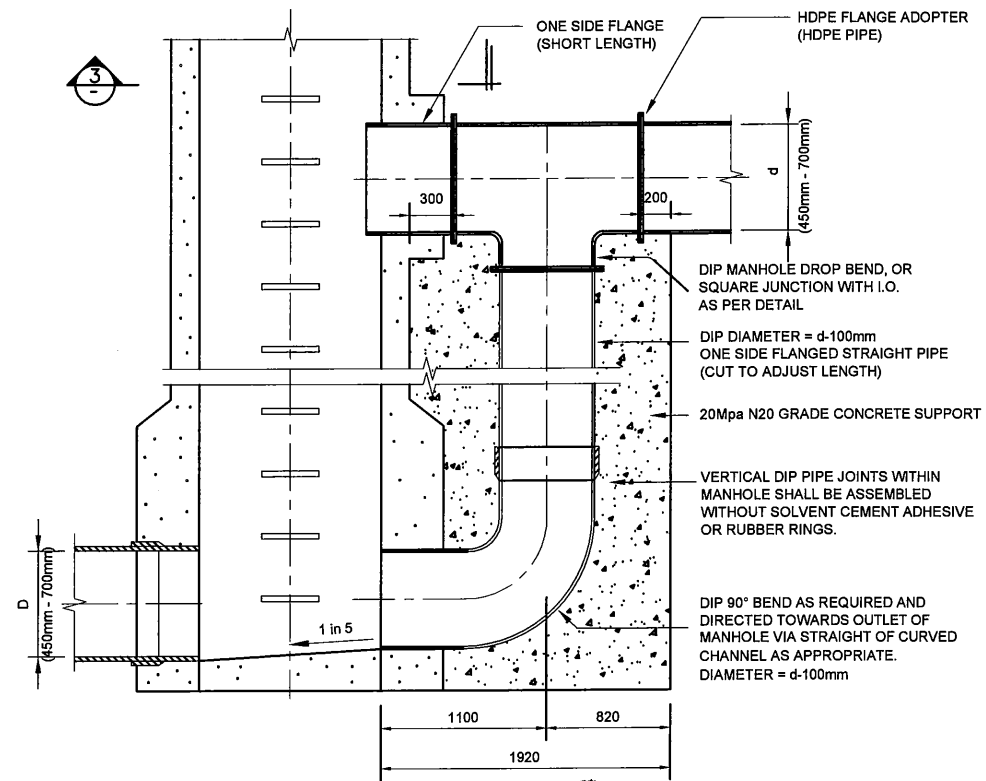 ONE SIDE FLANGE
(SHORT LENGTH)
HDPE FLANGE ADOPTER
(HDPE PIPE)
3
-
300
200
d
(450mm - 700mm)
DIP MANHOLE DROP BEND, OR
SQUARE JUNCTION WITH I.O.
AS PER DETAIL
DIP DIAMETER = d-100mm
ONE SIDE FLANGED STRAIGHT PIPE
(CUT TO ADJUST LENGTH)
20Mpa N20 GRADE CONCRETE SUPPORT
VERTICAL DIP PIPE JOINTS WITHIN
MANHOLE SHALL BE ASSEMBLED
WITHOUT SOLVENT CEMENT ADHESIVE
OR RUBBER RINGS.
D
(450mm - 700mm)
1 in 5
DIP 90° BEND AS REQUIRED AND
DIRECTED TOWARDS OUTLET OF
MANHOLE VIA STRAIGHT OF CURVED
CHANNEL AS APPROPRIATE.
DIAMETER = d-100mm
1100
820
1920